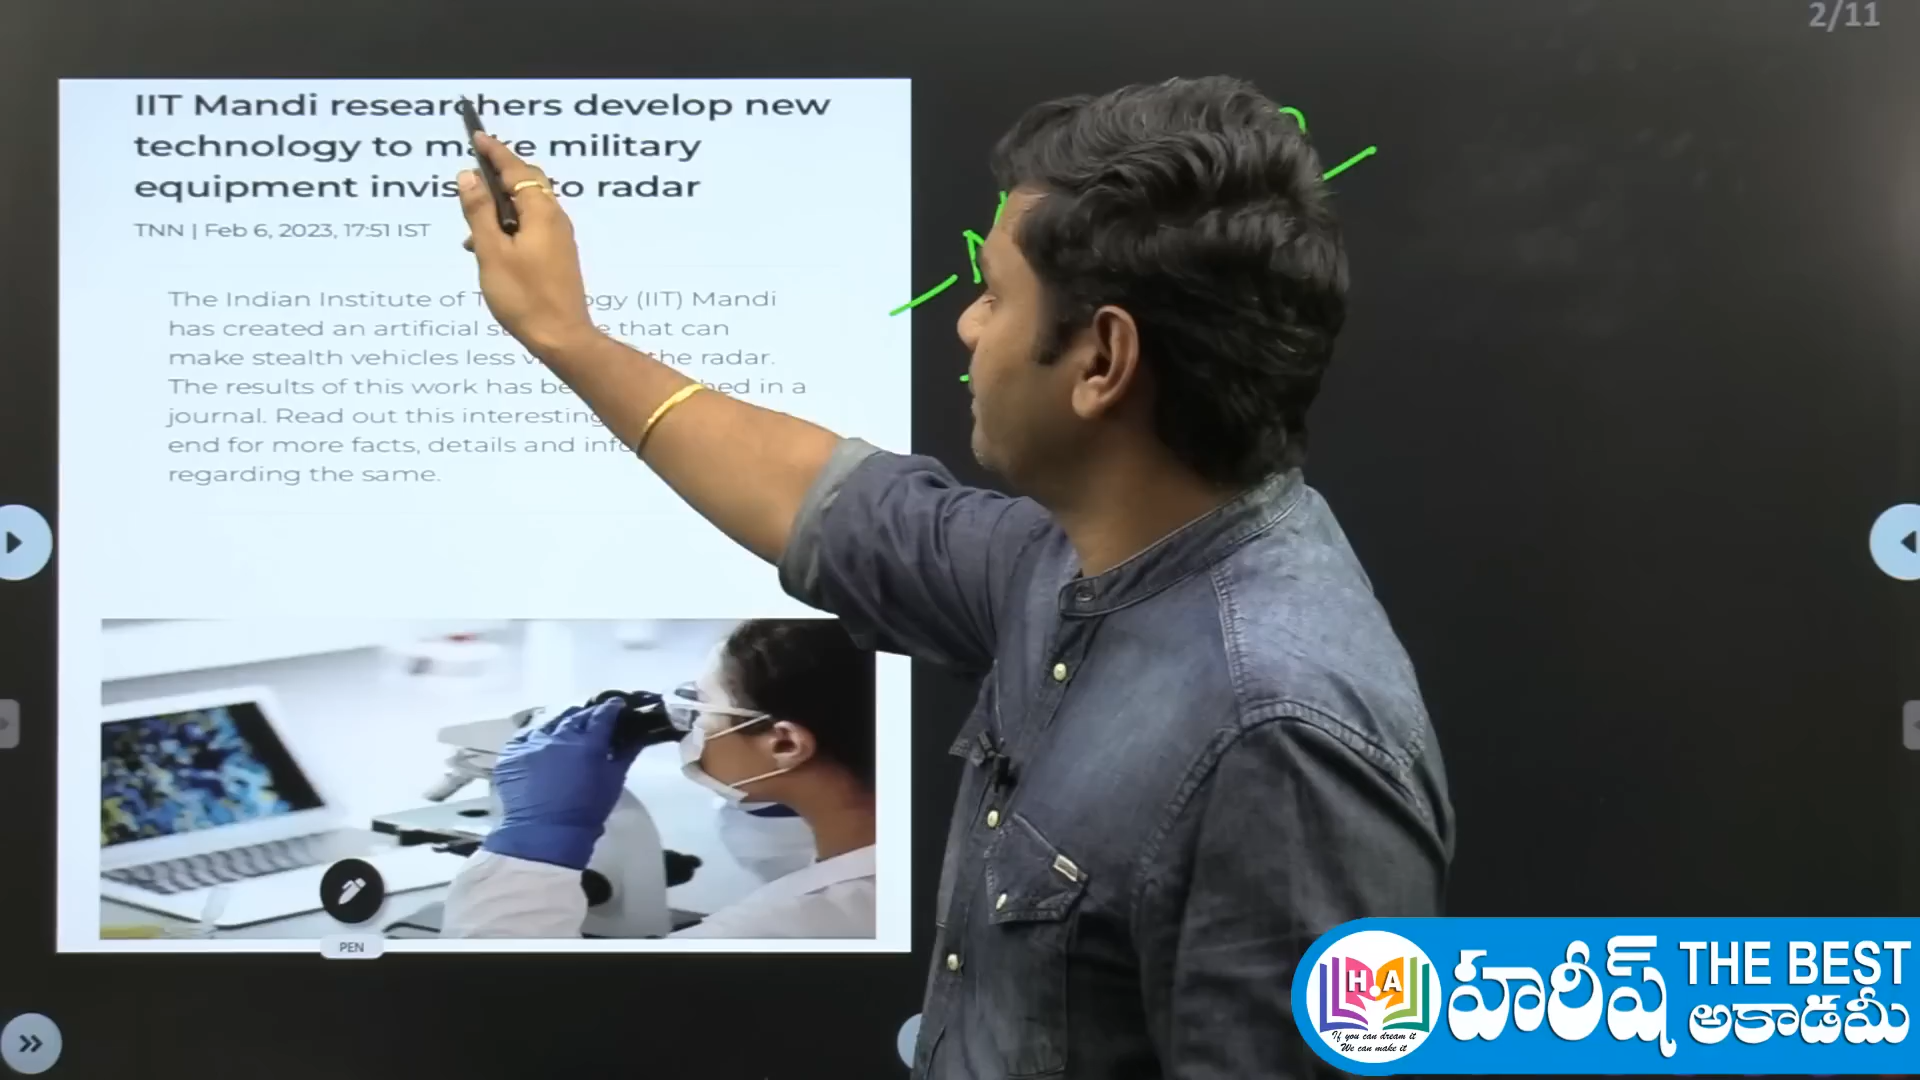 2/11
IIT Mandi researchers develop new
technology to make military
equipment invis to radar
TNN | Feb 6, 2023, 17:51 IST
The Indian Institute of T ogy (IIT) Mandi
has created an artificial st e that can
make stealth vehicles less v the radar.
The results of this work has be hed in a
journal. Read out this interesting
end for more facts, details and info
regarding the same.
PEN
H.A
If you can dream it
We can make it
హరీష్ THE BEST
అకాడమీ